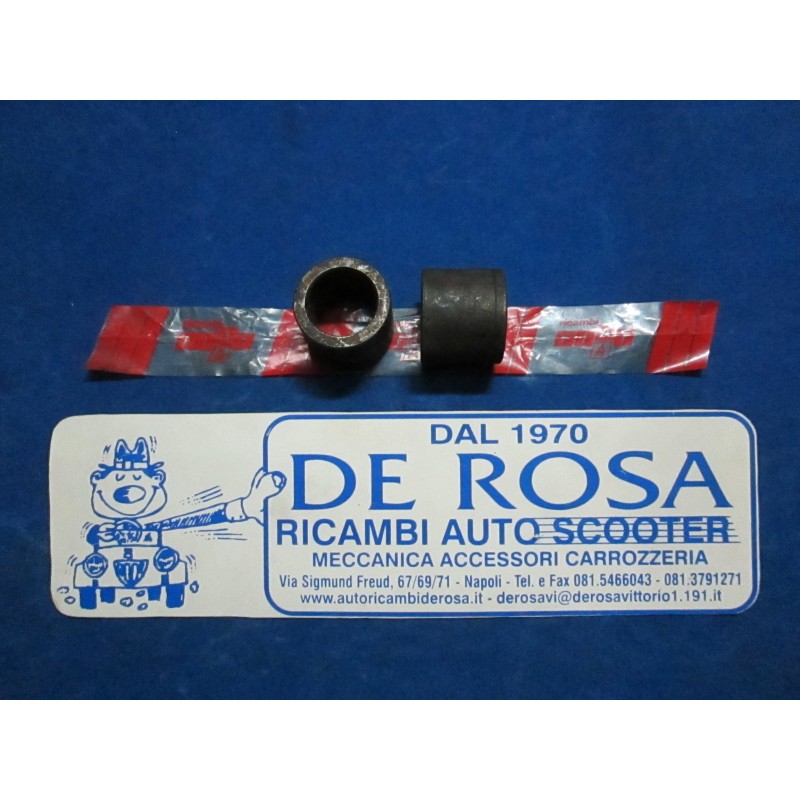 ricambi
DAL 1970
DE ROSA
RICAMBI AUTO SCOOTER
MECCANICA ACCESSORI CARROZZERIA
Via Sigmund Freud, 67/69/71 - Napoli - Tel. e Fax 081.5466043 - 081.3791271
www.autoricambiderosa.it - derosavi@derosavittorio1.191.it